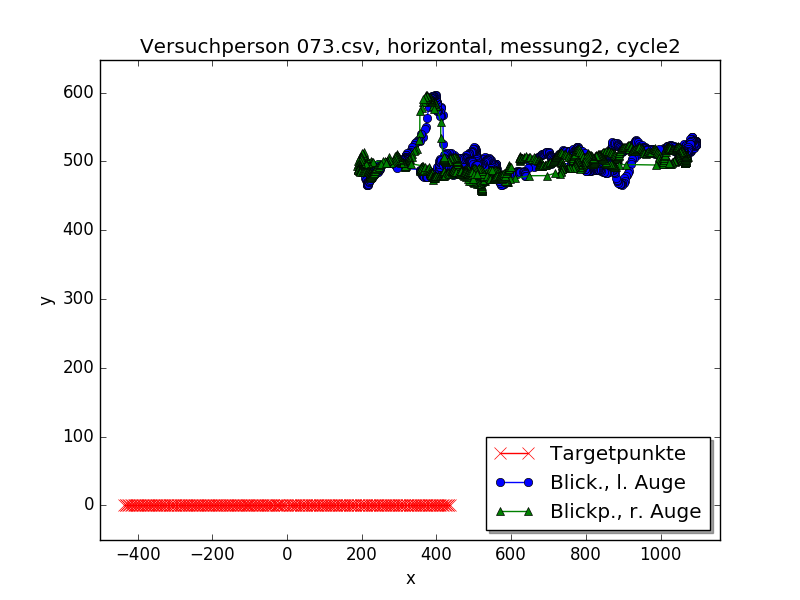 Versuchperson 073.csv, horizontal, messung2, cycle2
600
500
400
300
200
100
0
y
−400
−200
0
200
400
600
800
1000
x
Targetpunkte
Blick., l. Auge
Blickp., r. Auge